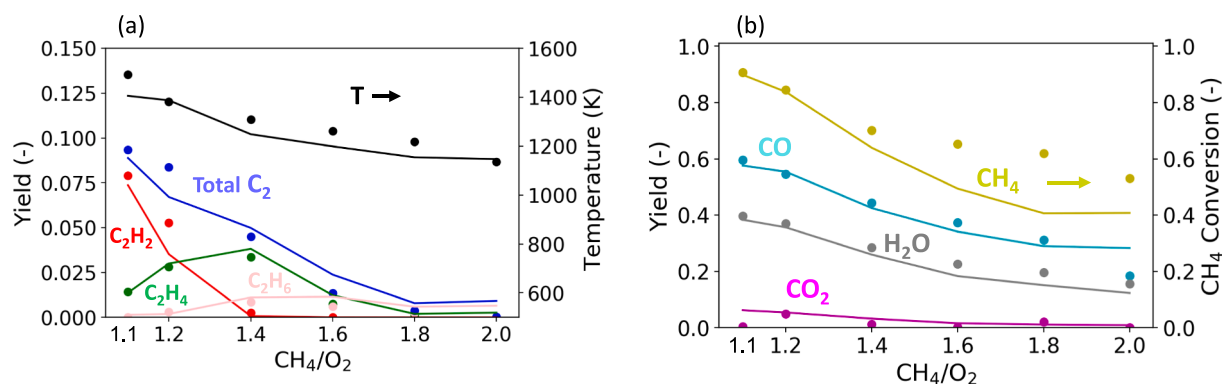 (a)
Yield (-)
0.150
0.125
0.100
0.075
0.050
0.025
0.000
T
Total C₂
C₂H₂
C₂H₄
C₂H₆
1600
1400
1200
1000
800
600
Temperature (K)
1.1 1.2 1.4 1.6 1.8 2.0
CH₄/O₂
(b)
Yield (-)
1.0
0.8
0.6
0.4
0.2
0.0
CO
CH₄
H₂O
CO₂
1.0
0.8
0.6
0.4
0.2
0.0
CH₄ Conversion (-)
1.1 1.2 1.4 1.6 1.8 2.0
CH₄/O₂